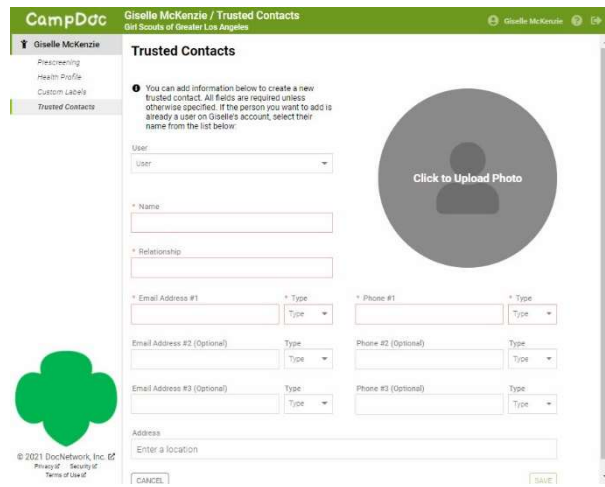 CampDoc
Giselle McKenzie / Trusted Contacts
Girl Scouts of Greater Los Angeles
Giselle McKenzie
Giselle McKenzie
Prescreening
Health Profile
Custom Labels
Trusted Contacts
Trusted Contacts
You can add information below to create a new
trusted contact. All fields are required unless
otherwise specified. If the person you want to add is
already a user on Giselle's account, select their
name from the list below:
User
User
Click to Upload Photo
* Name
* Relationship
* Email Address #1 * Type * Phone #1 * Type
Type Type
Email Address #2 (Optional) Type Phone #2 (Optional) Type
Type Type
Email Address #3 (Optional) Type Phone #3 (Optional) Type
Type Type
Address
Enter a location
CANCEL SAVE
© 2021 DocNetwork, Inc.
Privacy Security
Terms of Use